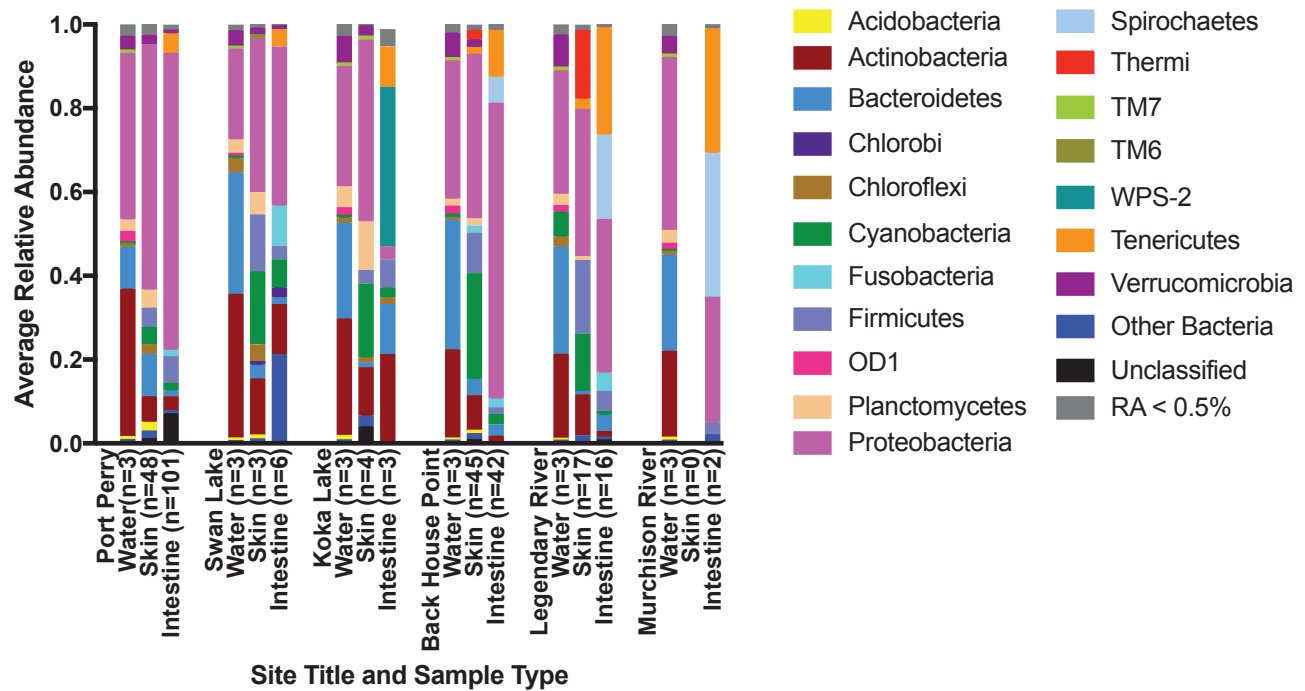 Average Relative Abundance
1.0
0.8
0.6
0.4
0.2
0.0
Port Perry
Water(n=3)
Skin (n=48)
Intestine (n=101)
Swan Lake
Water (n=3)
Skin (n=3)
Intestine (n=6)
Koka Lake
Water (n=3)
Skin (n=4)
Intestine (n=3)
Back House Point
Water (n=3)
Skin (n=45)
Intestine (n=42)
Legendary River
Water (n=3)
Skin (n=17)
Intestine (n=16)
Murchison River
Water (n=3)
Skin (n=0)
Intestine (n=2)
Site Title and Sample Type
Acidobacteria
Actinobacteria
Bacteroidetes
Chlorobi
Chloroflexi
Cyanobacteria
Fusobacteria
Firmicutes
OD1
Planctomycetes
Proteobacteria
Spirochaetes
Thermi
TM7
TM6
WPS-2
Tenericutes
Verrucomicrobia
Other Bacteria
Unclassified
RA < 0.5%